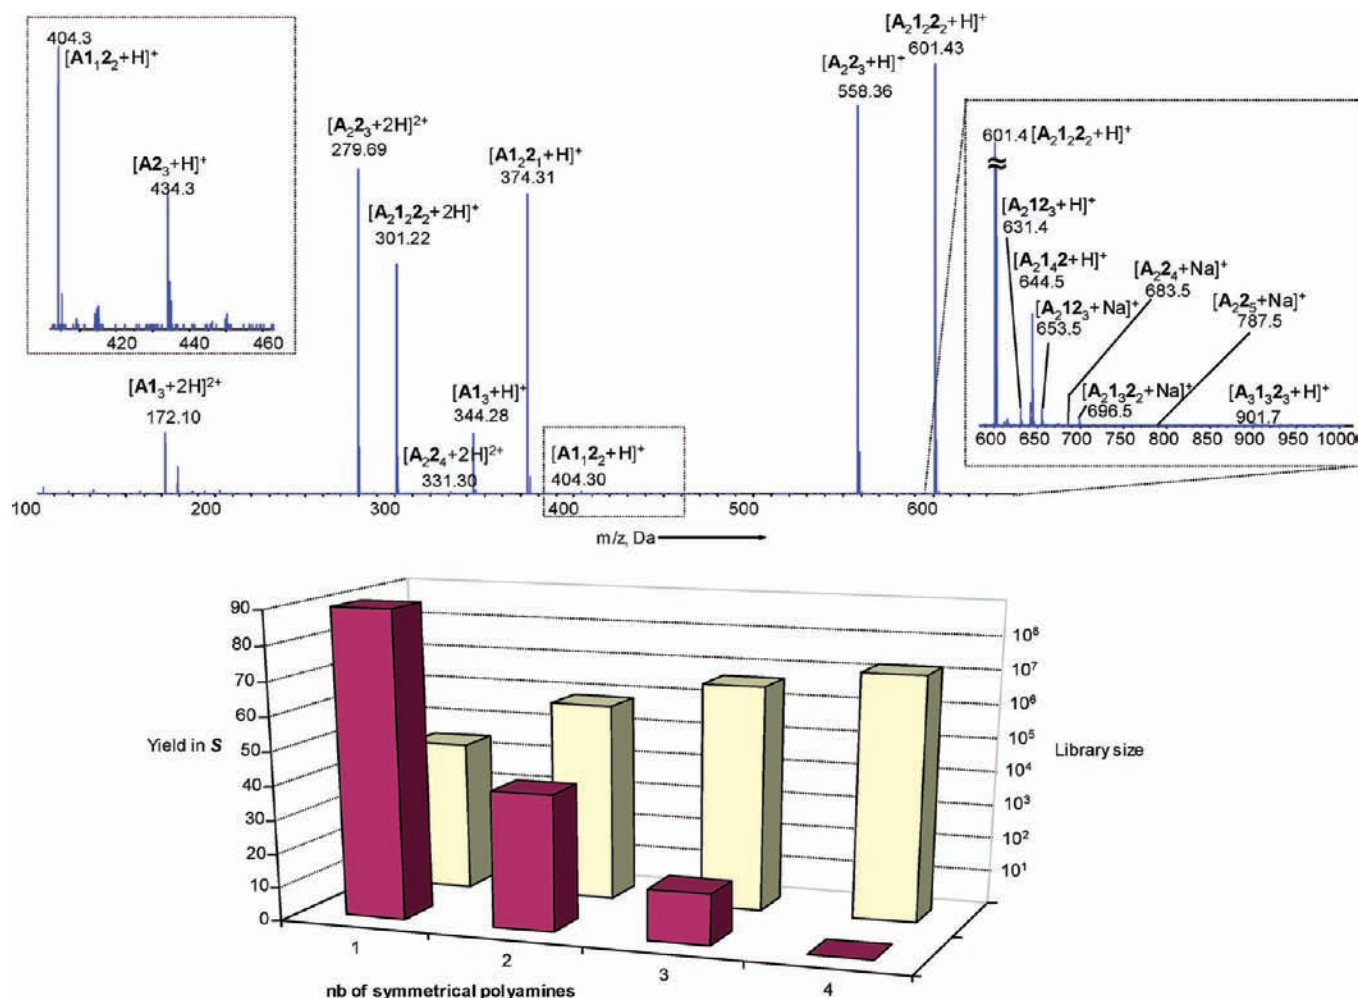 404.3
[A1₁2₂+H]⁺
[A2₃+H]⁺
434.3
420 440 460
[A1₃+2H]²⁺
172.10
[A₂2₃+2H]²⁺
279.69
[A₂1₂2₂+2H]⁺
301.22
[A₂2₄+2H]²⁺
331.30
[A1₃+H]⁺
344.28
[A1₂2₁+H]⁺
374.31
[A1₁2₂+H]⁺
404.30
[A₂2₃+H]⁺
558.36
[A₂1₂2₂+H]⁺
601.43
601.4 [A₂1₂2₂+H]⁺
[A₂12₃+H]⁺
631.4
[A₂1₄2+H]⁺
644.5
[A₂12₃+Na]⁺
653.5
[A₂2₄+Na]⁺
683.5
[A₂1₃2₂+Na]⁺
696.5
[A₂2₅+Na]⁺
787.5
[A₃1₃2₃+H]⁺
901.7
600 650 700 750 800 850 900 950 1000
100 200 300 400 500 600
m/z, Da
90
80
70
60
50
40
30
20
10
0
Yield in S
10⁸
10⁷
10⁶
10⁵
10⁴
10³
10²
10¹
Library size
1 2 3 4
nb of symmetrical polyamines